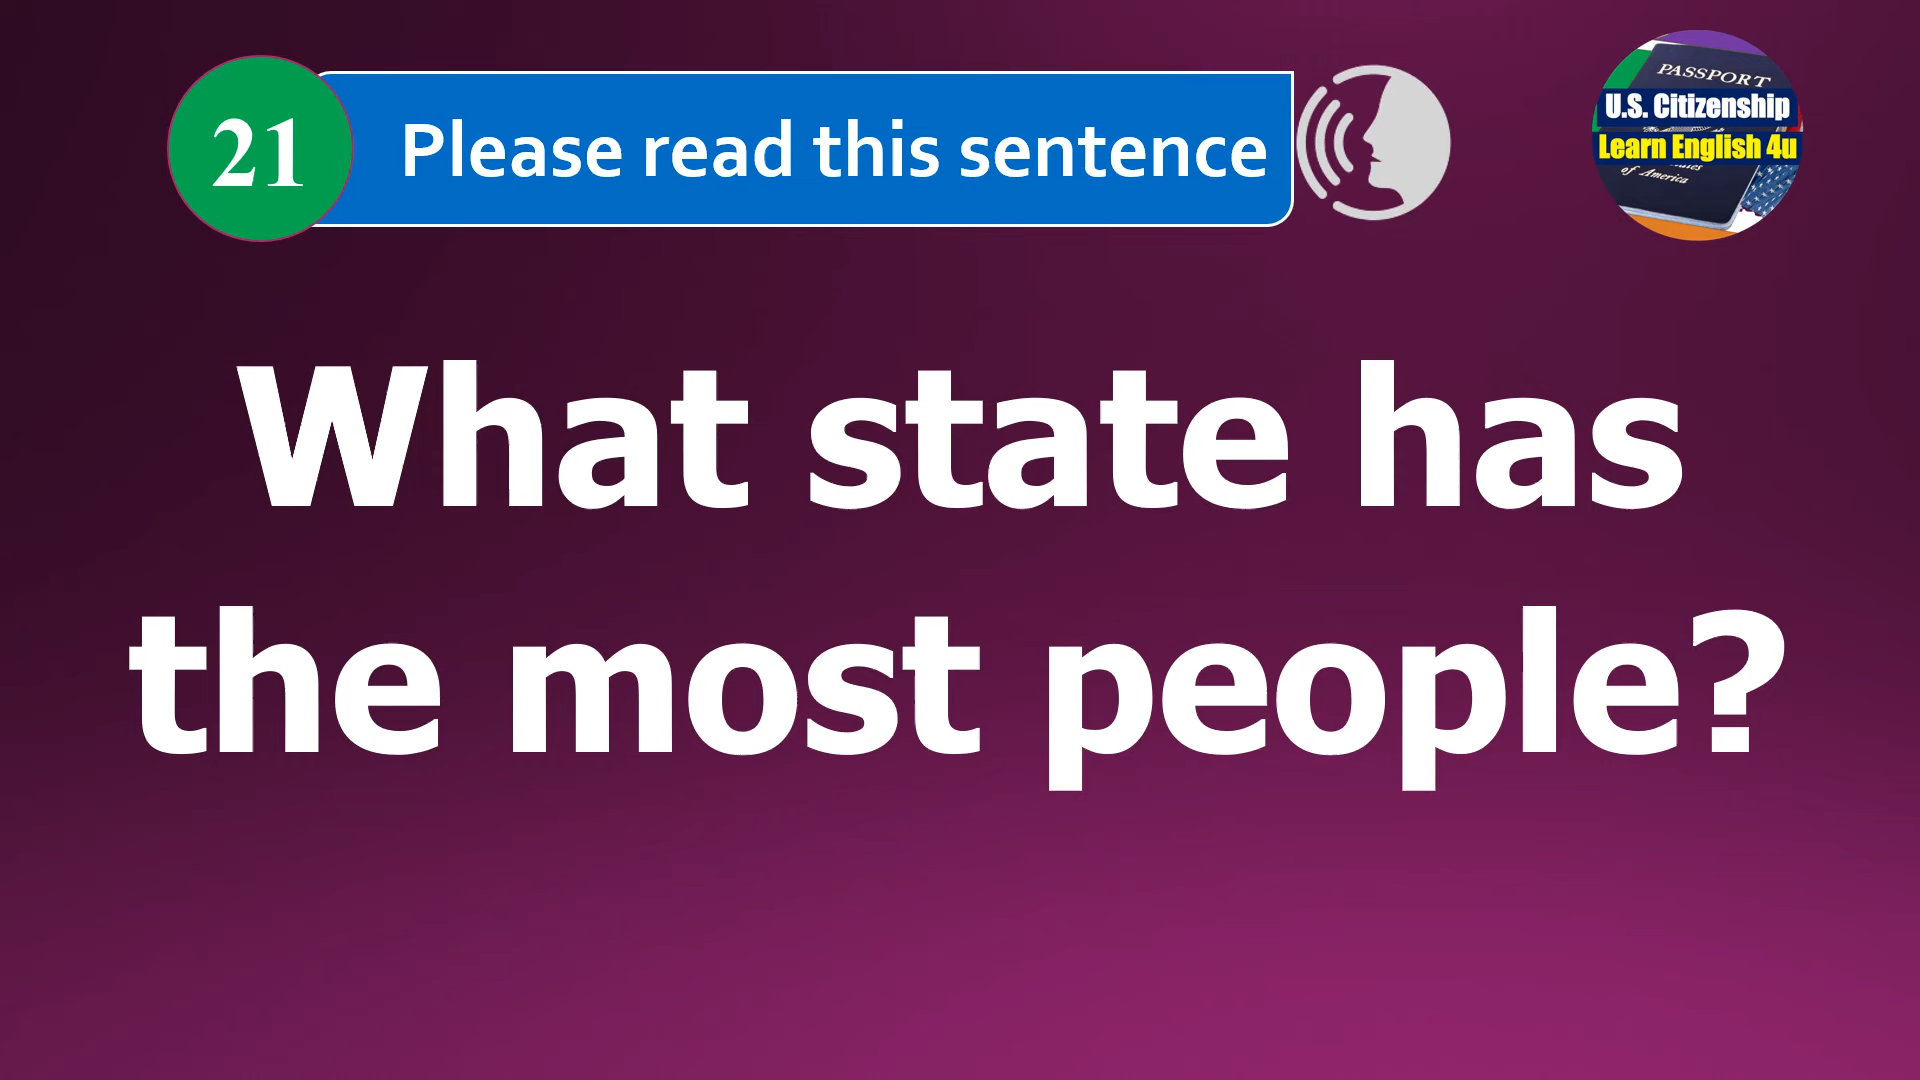 21
Please read this sentence
PASSPORT
U.S. Citizenship
Learn English 4u
of America
What state has
the most people?